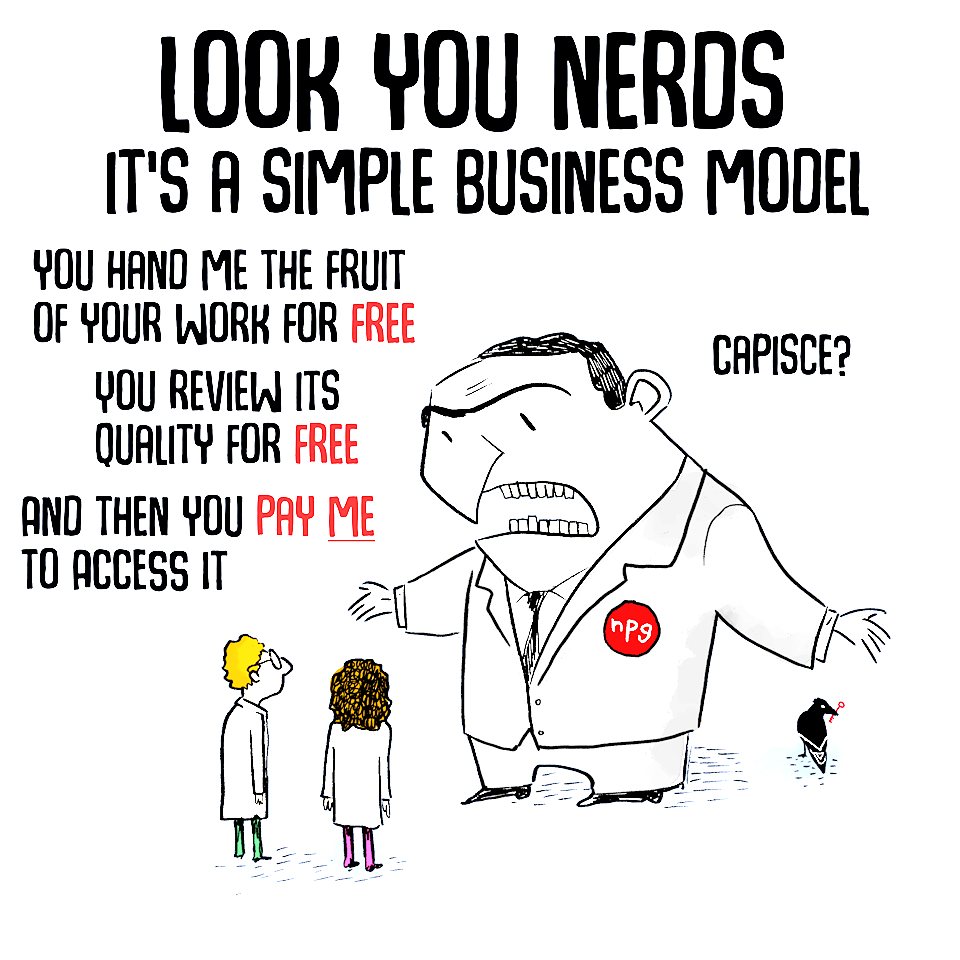 LOOK YOU NERDS
IT'S A SIMPLE BUSINESS MODEL
YOU HAND ME THE FRUIT
OF YOUR WORK FOR FREE
YOU REVIEW ITS
QUALITY FOR FREE
AND THEN YOU PAY ME
TO ACCESS IT
CAPISCE?
npg